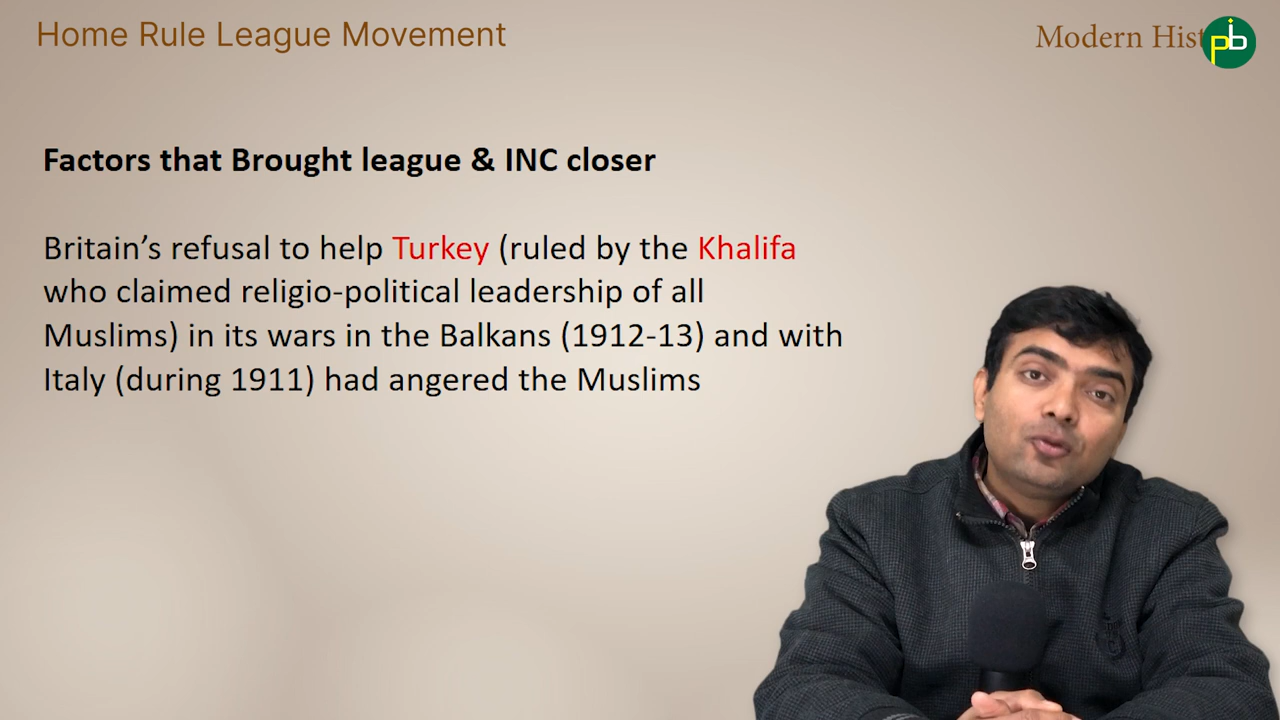 Home Rule League Movement
Modern Hist
pib
Factors that Brought league & INC closer
Britain’s refusal to help Turkey (ruled by the Khalifa
who claimed religio-political leadership of all
Muslims) in its wars in the Balkans (1912-13) and with
Italy (during 1911) had angered the Muslims